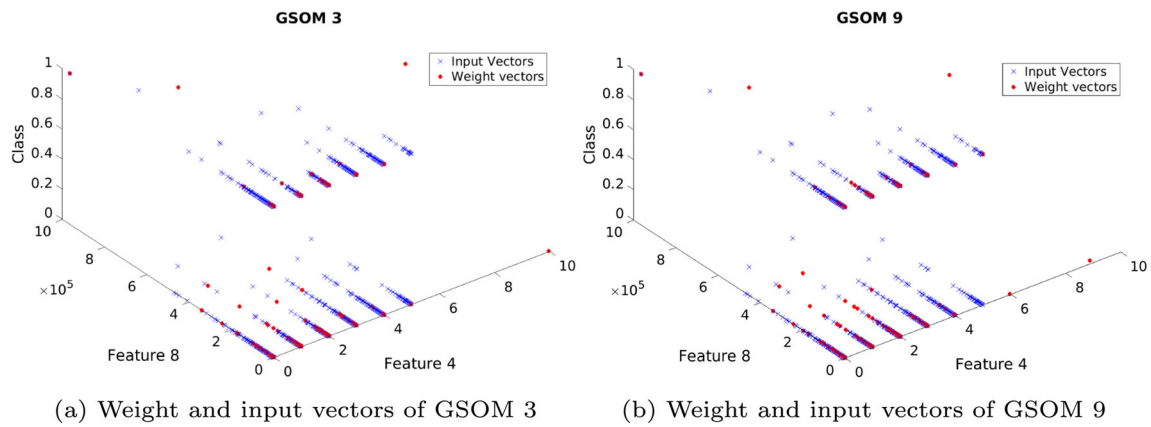 GSOM 3
Input Vectors
Weight vectors
Class
1
0.8
0.6
0.4
0.2
0
10
8
6
4
2
0
×10⁵
Feature 8
0
2
4
6
8
10
Feature 4
(a) Weight and input vectors of GSOM 3
GSOM 9
Input Vectors
Weight vectors
Class
1
0.8
0.6
0.4
0.2
0
10
8
6
4
2
0
×10⁵
Feature 8
0
2
4
6
8
10
Feature 4
(b) Weight and input vectors of GSOM 9